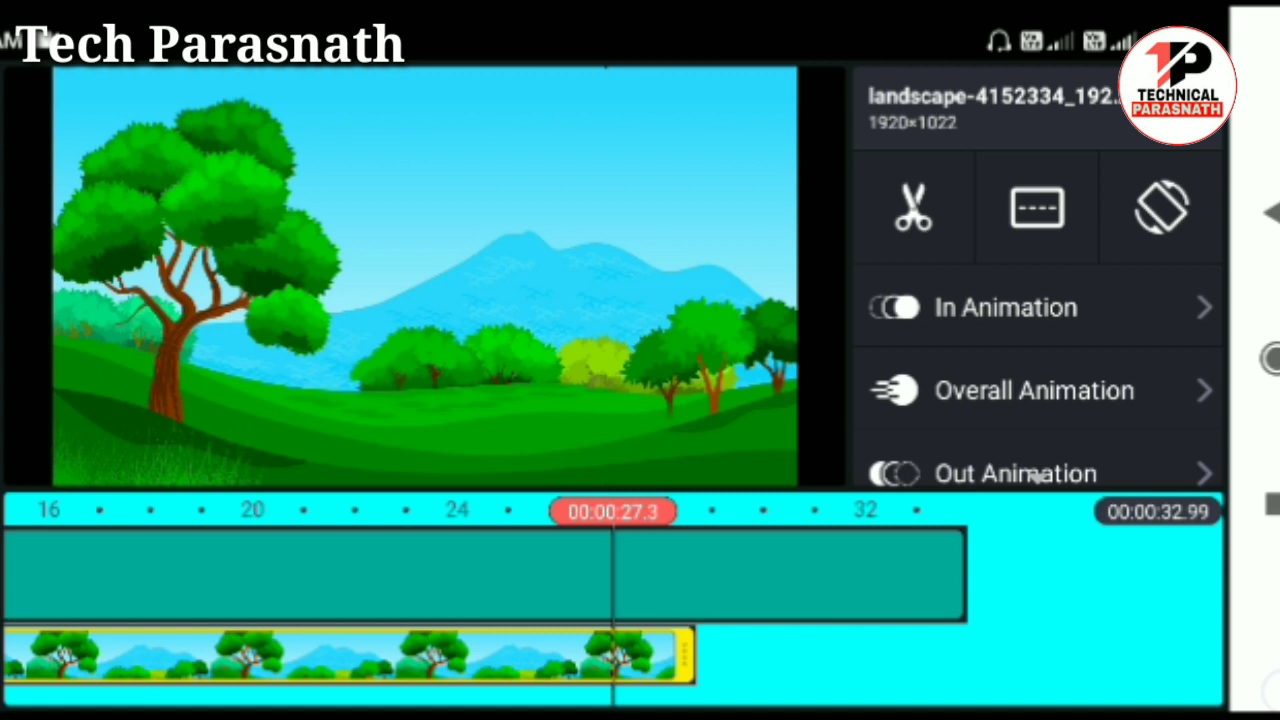 Tech Parasnath
TP
TECHNICAL
PARASNATH
landscape-4152334_192...
1920×1022
In Animation
Overall Animation
Out Animation
16 20 24 00:00:27.3 32 00:00:32.99